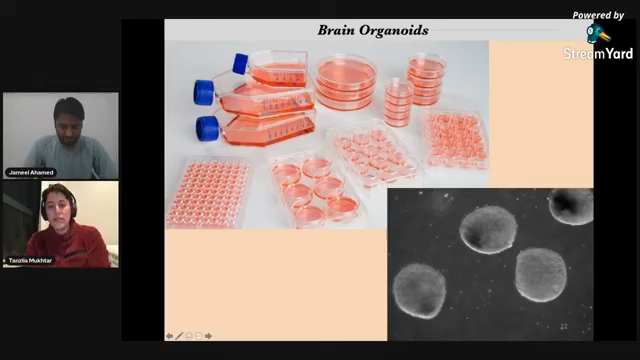 Powered by
StreamYard
Brain Organoids
Jameel Ahamed
Tanzila Mukhtar
22